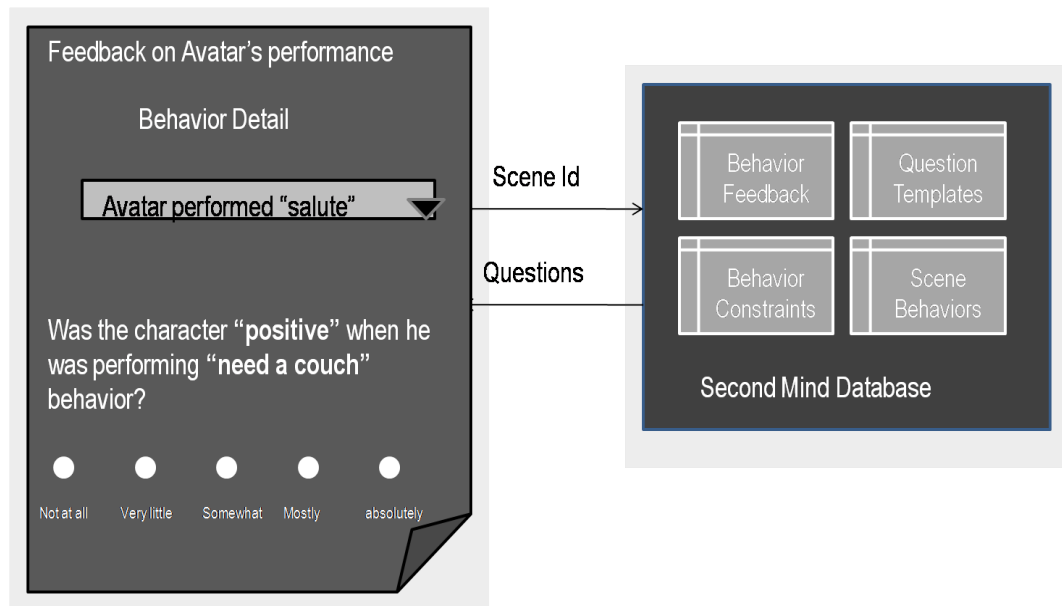 Feedback on Avatar’s performance
Behavior Detail
Avatar performed “salute”
Was the character “positive” when he
was performing “need a couch”
behavior?
Not at all
Very little
Somewhat
Mostly
absolutely
Scene Id
Questions
Behavior
Feedback
Question
Templates
Behavior
Constraints
Scene
Behaviors
Second Mind Database